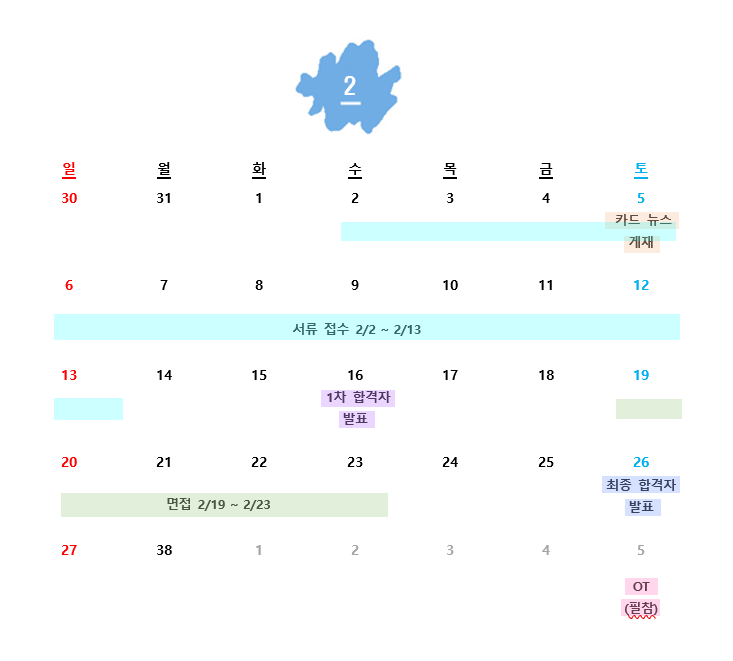 2
일 월 화 수 목 금 토
30 31 1 2 3 4 5
카드 뉴스
게재
6 7 8 9 10 11 12
서류 접수 2/2 ~ 2/13
13 14 15 16 17 18 19
1차 합격자
발표
20 21 22 23 24 25 26
최종 합격자
면접 2/19 ~ 2/23
발표
27 38 1 2 3 4 5
OT
(필참)